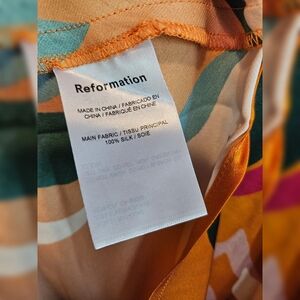 Reformation
MADE IN CHINA / FABRICADO EN
CHINA / FABRIQUÉ EN CHINE
MAIN FABRIC / TISSU PRINCIPAL
100% SILK / SOIE